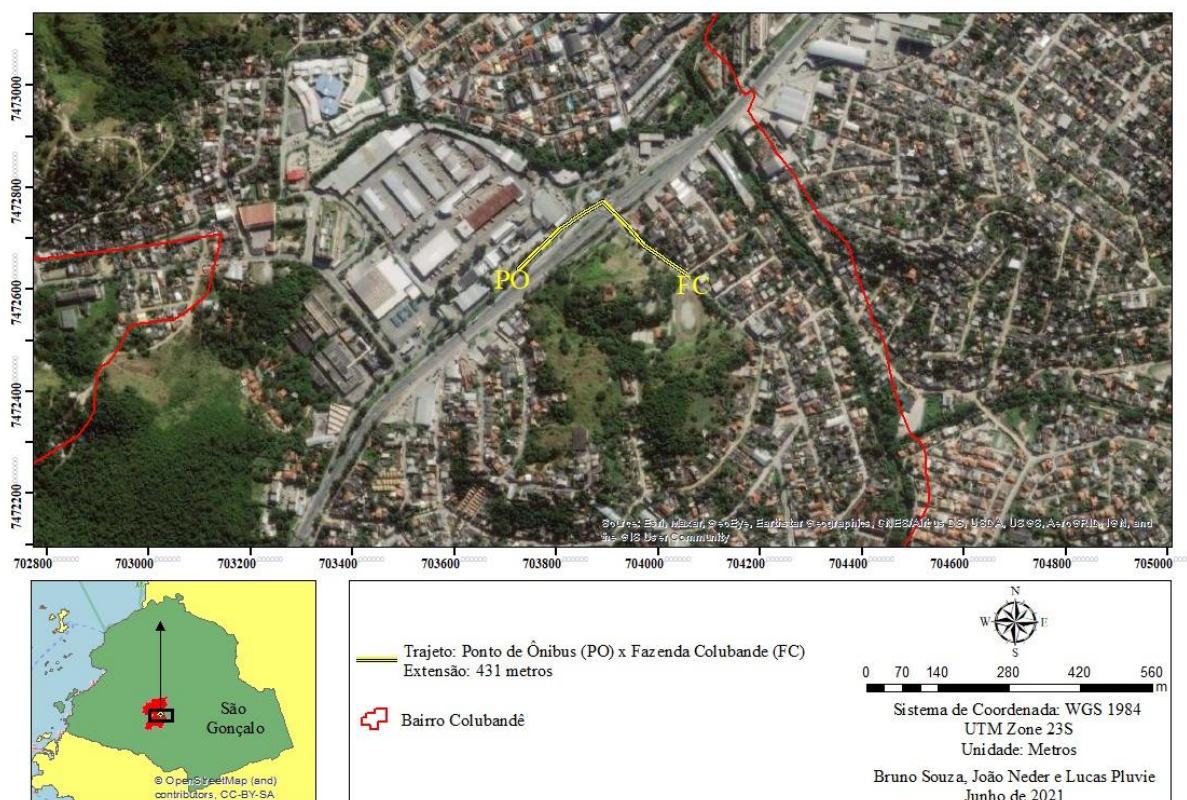 7473000
7472800
7472600
7472400
7472200
PO
FC
Source: Esri, Maxar, GeoEye, Earthstar Geographics, CNES/Airbus DS, USDA, USGS, AeroGRID, IGN, and
the GIS User Community
702800 703000 703200 703400 703600 703800 704000 704200 704400 704600 704800 705000
São
Gonçalo
© OpenStreetMap (and)
contributors, CC-BY-SA
Trajeto: Ponto de Ônibus (PO) x Fazenda Colubande (FC)
Extensão: 431 metros
Bairro Colubandê
N
W E
S
0 70 140 280 420 560
m
Sistema de Coordenada: WGS 1984
UTM Zone 23S
Unidade: Metros
Bruno Souza, João Neder e Lucas Pluvie
Junho de 2021